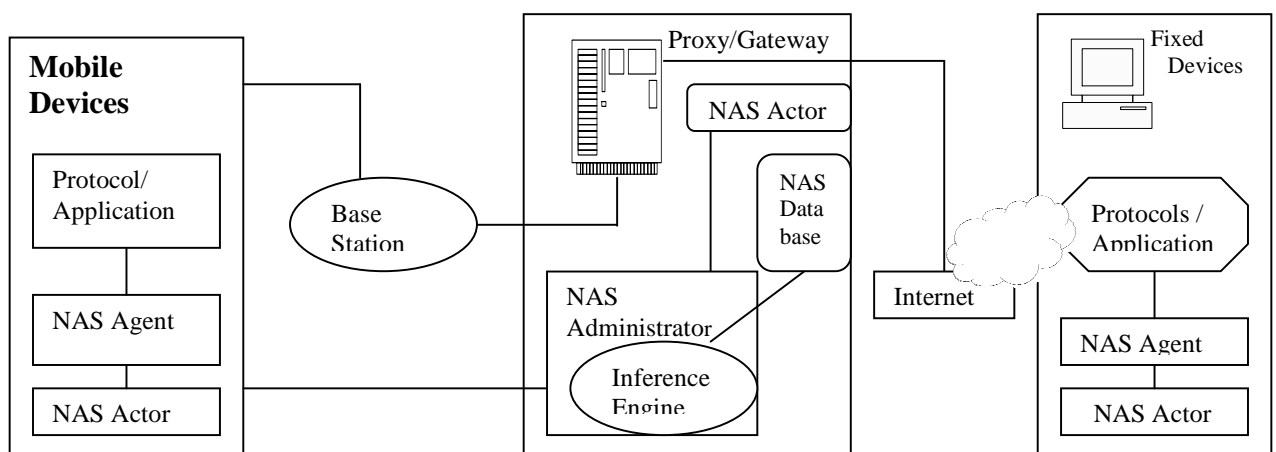 Mobile
Devices
Protocol/
Application
NAS Agent
NAS Actor
Base
Station
Proxy/Gateway
NAS Actor
NAS
Data
base
NAS
Administrator
Inference
Engine
Internet
Fixed
Devices
Protocols /
Application
NAS Agent
NAS Actor